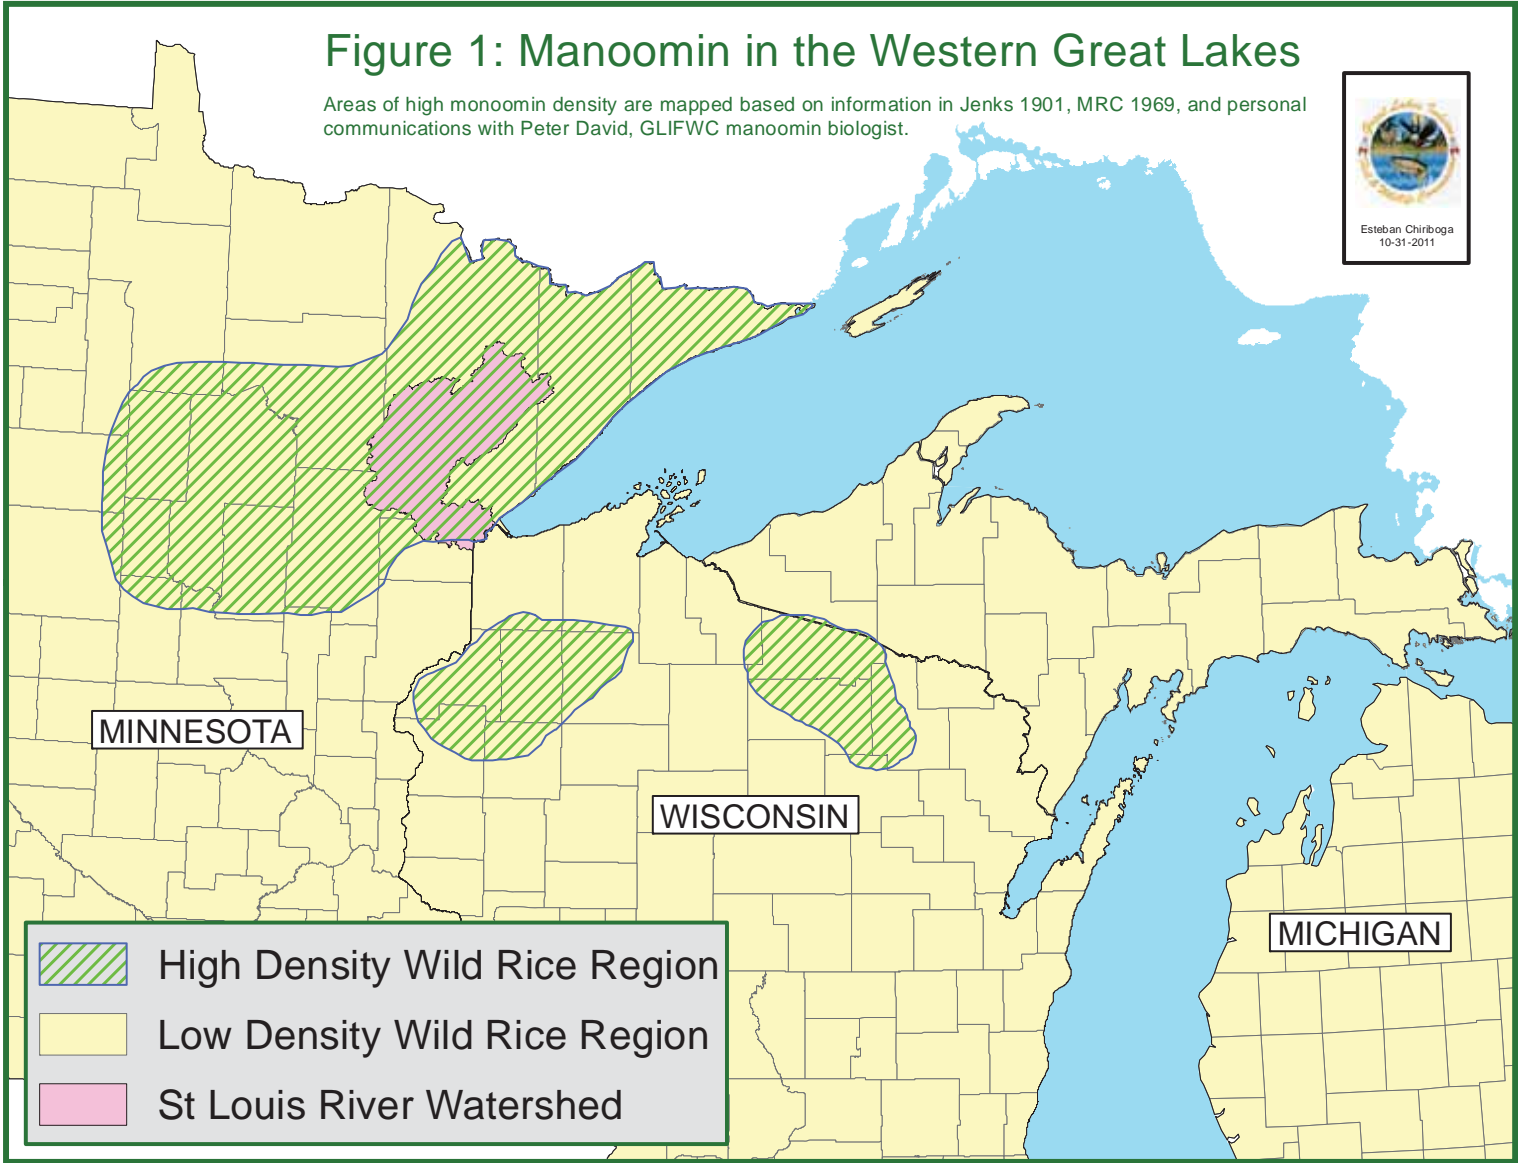 Figure 1: Manoomin in the Western Great Lakes
Areas of high monoomin density are mapped based on information in Jenks 1901, MRC 1969, and personal
communications with Peter David, GLIFWC manoomin biologist.
Esteban Chiriboga
10-31-2011
MINNESOTA
WISCONSIN
MICHIGAN
High Density Wild Rice Region
Low Density Wild Rice Region
St Louis River Watershed